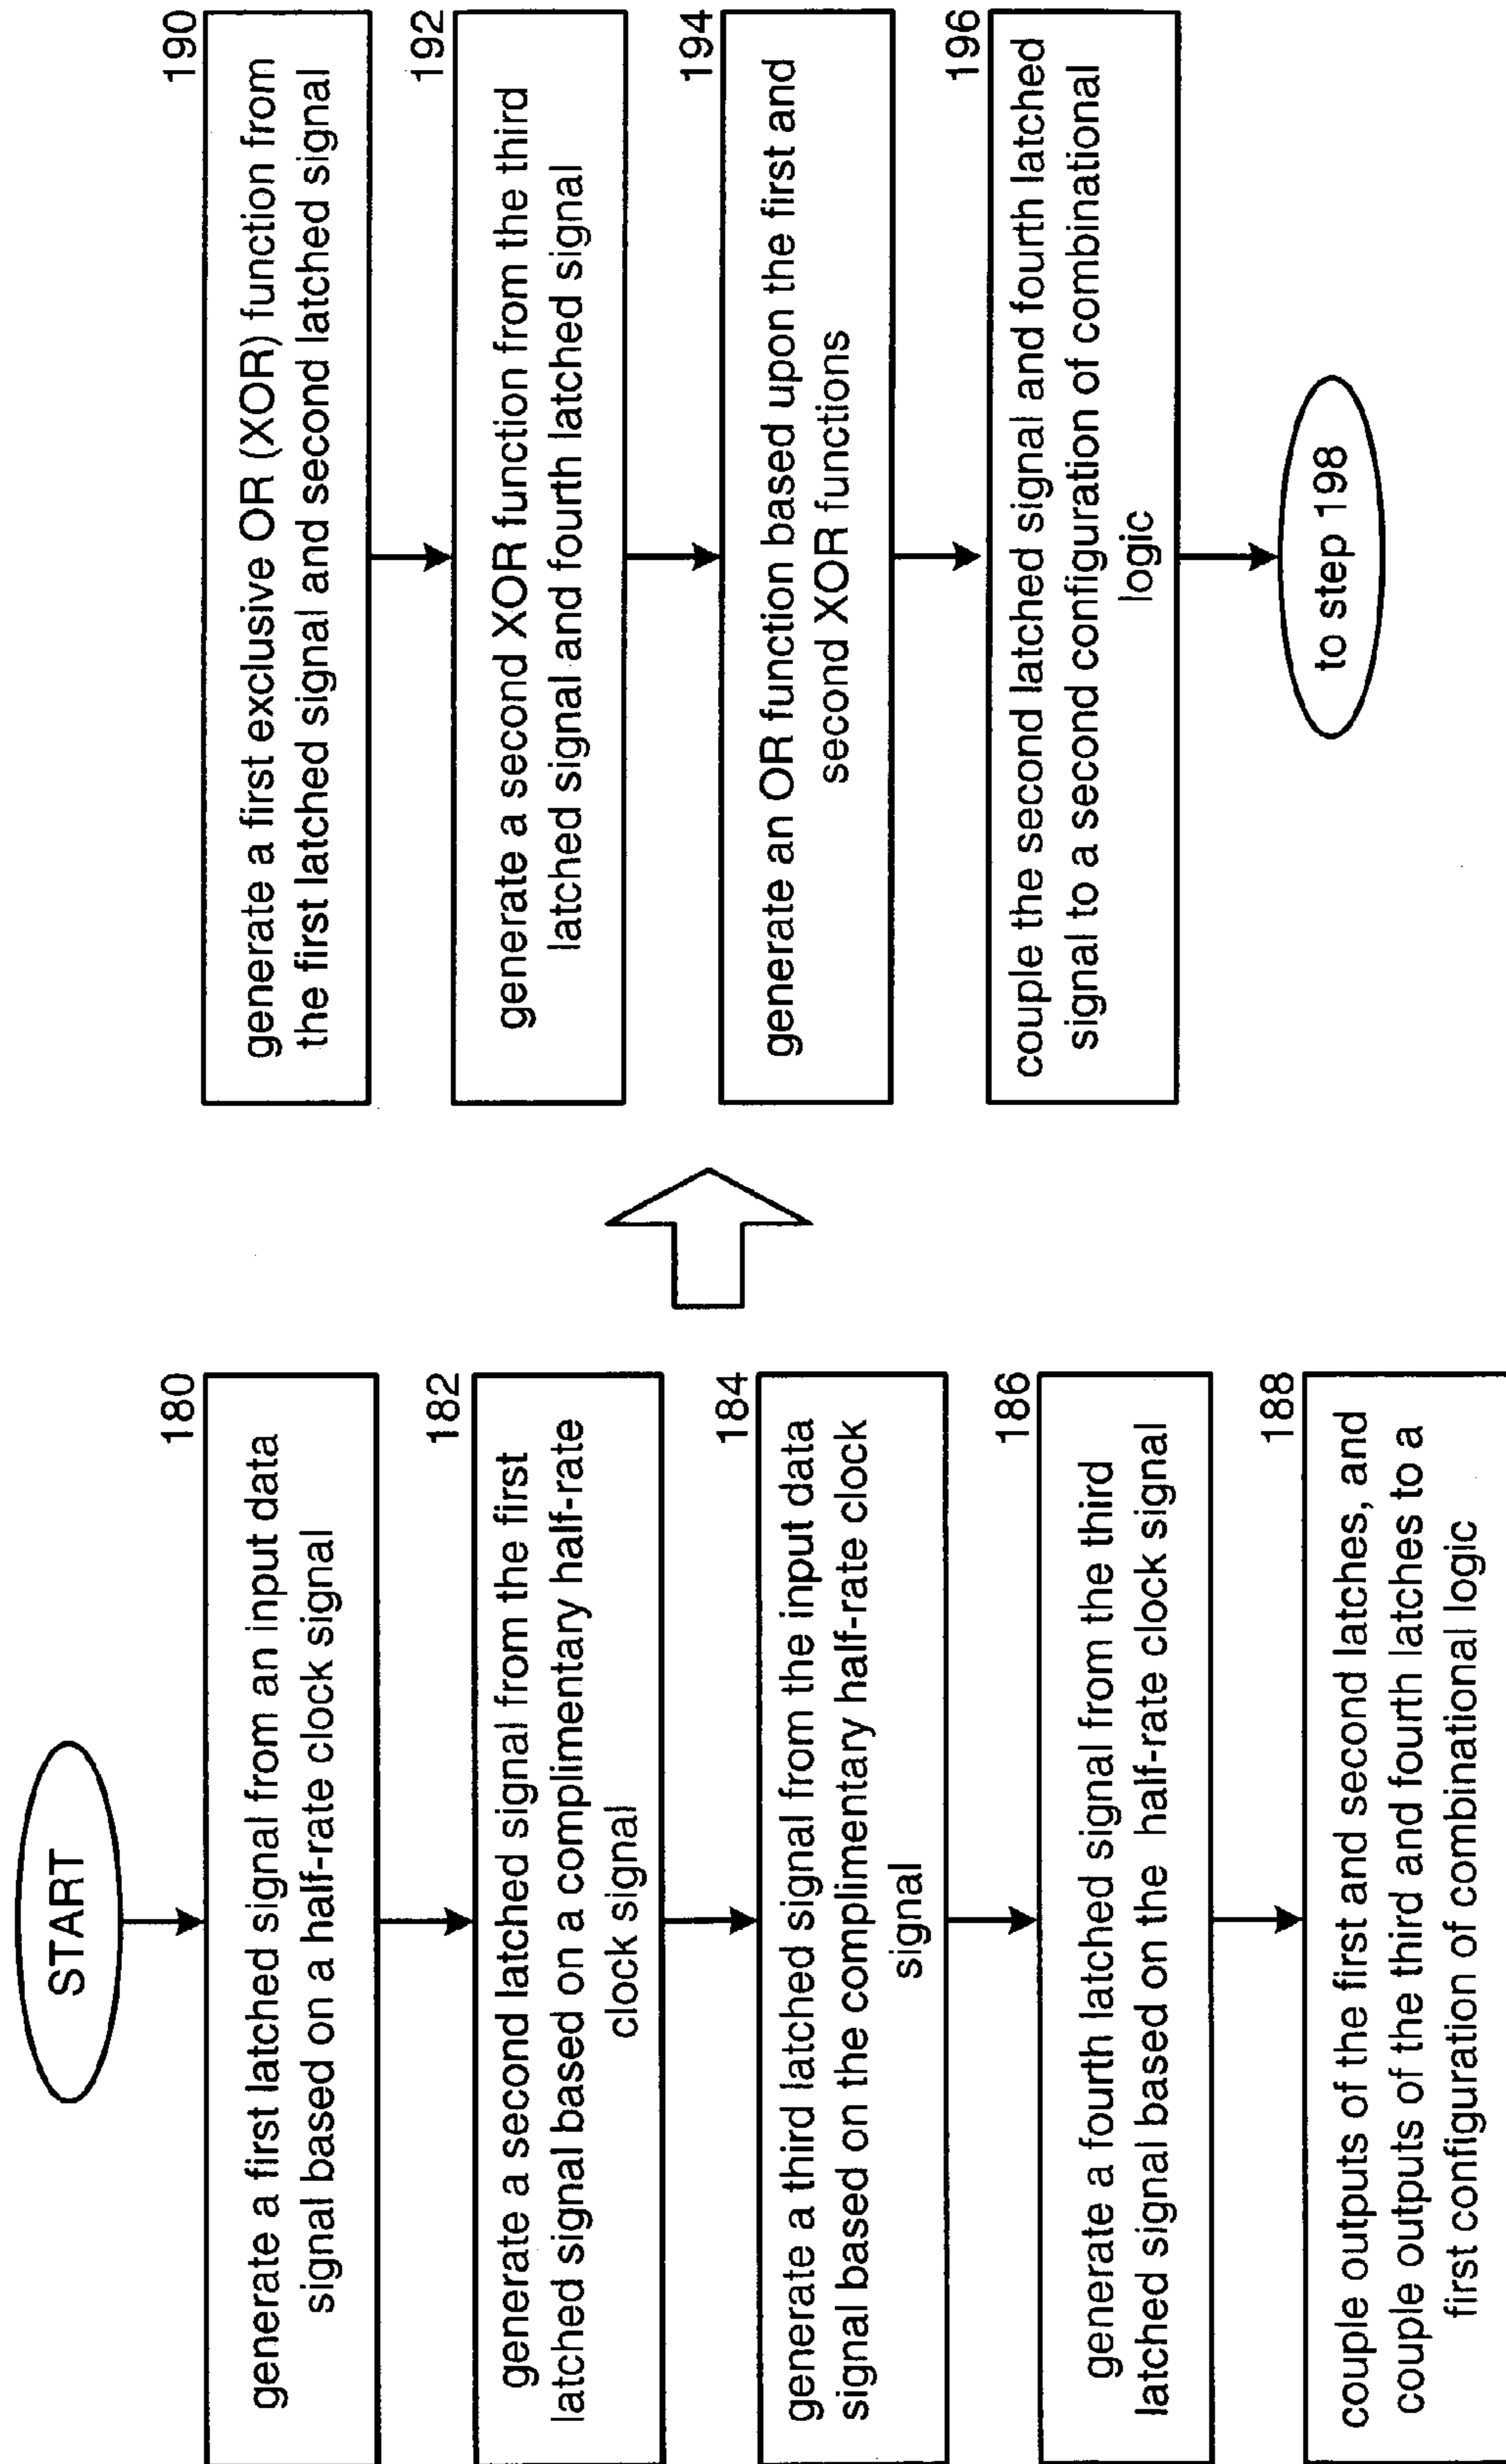 START
180
generate a first latched signal from an input data
signal based on a half-rate clock signal
182
generate a second latched signal from the first
latched signal based on a complimentary half-rate
clock signal
184
generate a third latched signal from the input data
signal based on the complimentary half-rate clock
signal
186
generate a fourth latched signal from the third
latched signal based on the half-rate clock signal
188
couple outputs of the first and second latches, and
couple outputs of the third and fourth latches to a
first configuration of combinational logic
190
generate a first exclusive OR (XOR) function from
the first latched signal and second latched signal
192
generate a second XOR function from the third
latched signal and fourth latched signal
194
generate an OR function based upon the first and
second XOR functions
196
couple the second latched signal and fourth latched
signal to a second configuration of combinational
logic
to step 198